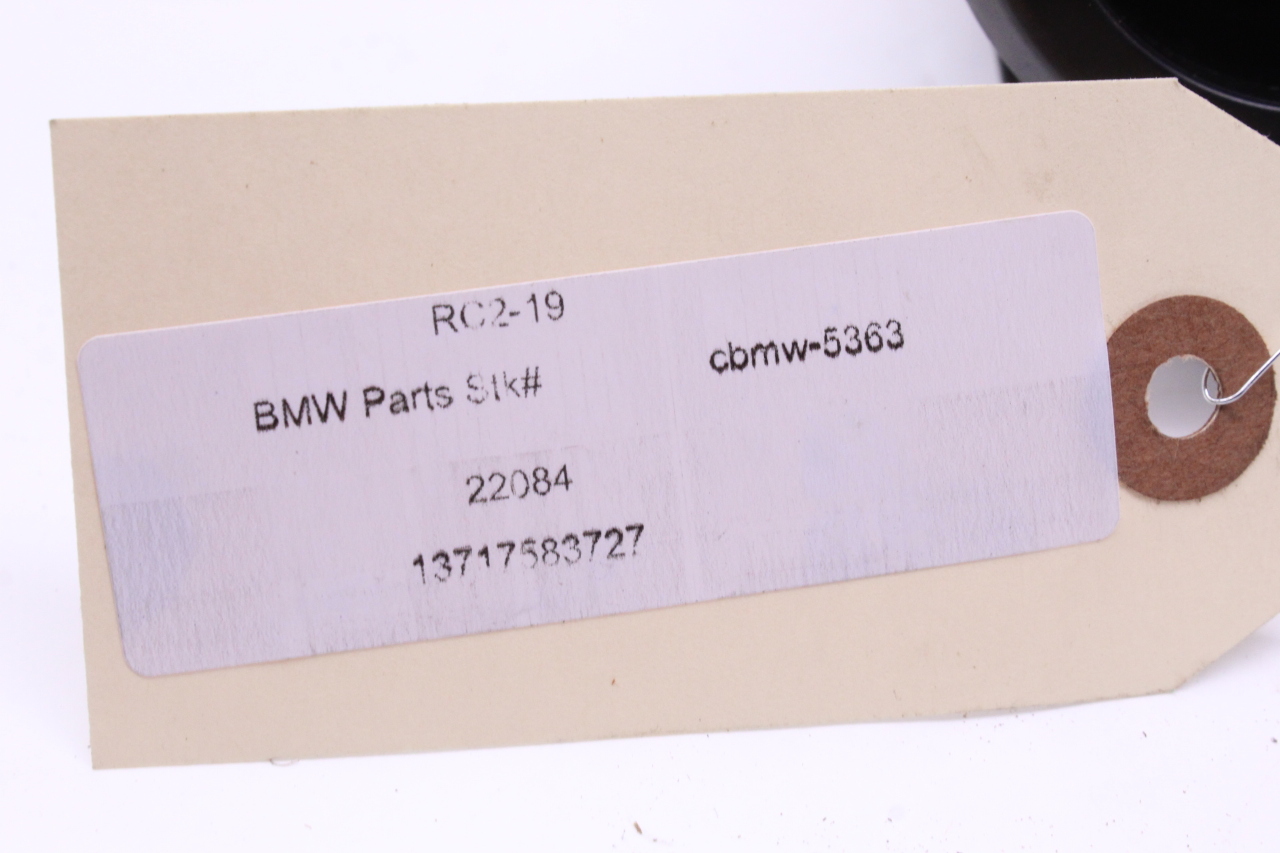 RC2-19
BMW Parts Stk# cbmw-5363
22084
13717583727